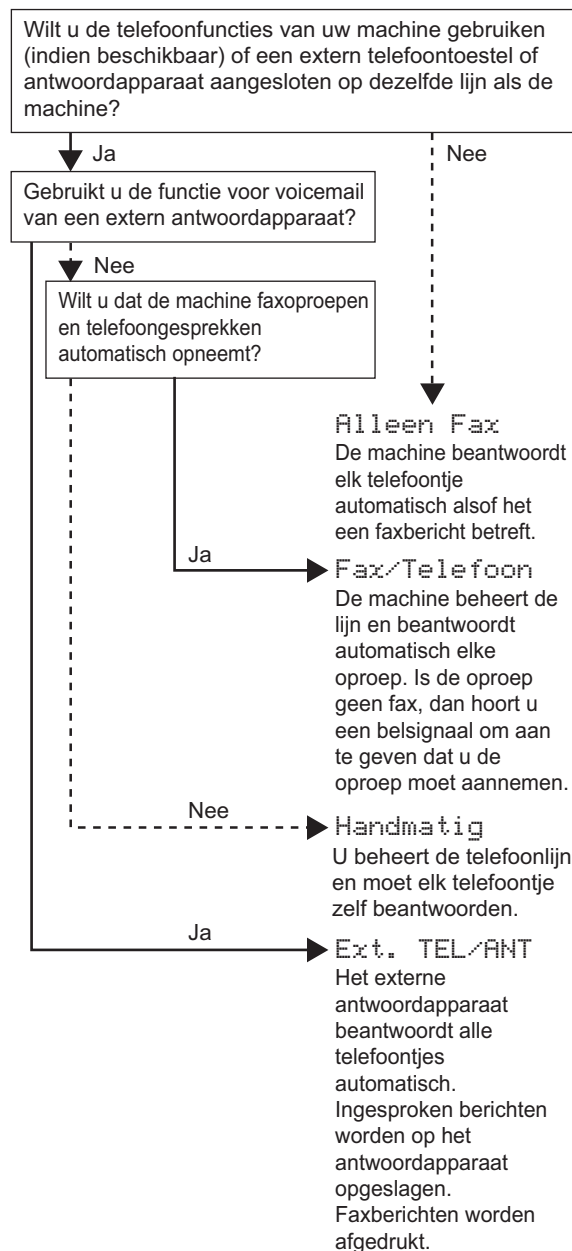 Wilt u de telefoonfuncties van uw machine gebruiken
(indien beschikbaar) of een extern telefoontoestel of
antwoordapparaat aangesloten op dezelfde lijn als de
machine?
Ja
Nee
Gebruikt u de functie voor voicemail
van een extern antwoordapparaat?
Nee
Wilt u dat de machine faxoproepen
en telefoongesprekken
automatisch opneemt?
Alleen Fax
De machine beantwoordt
elk telefoontje
automatisch alsof het
een faxbericht betreft.
Ja
Fax/Telefoon
De machine beheert de
lijn en beantwoordt
automatisch elke
oproep. Is de oproep
geen fax, dan hoort u
een belsignaal om aan
te geven dat u de
oproep moet aannemen.
Nee
Handmatig
U beheert de telefoonlijn
en moet elk telefoontje
zelf beantwoorden.
Ja
Ext. TEL/ANT
Het externe
antwoordapparaat
beantwoordt alle
telefoontjes
automatisch.
Ingesproken berichten
worden op het
antwoordapparaat
opgeslagen.
Faxberichten worden
afgedrukt.